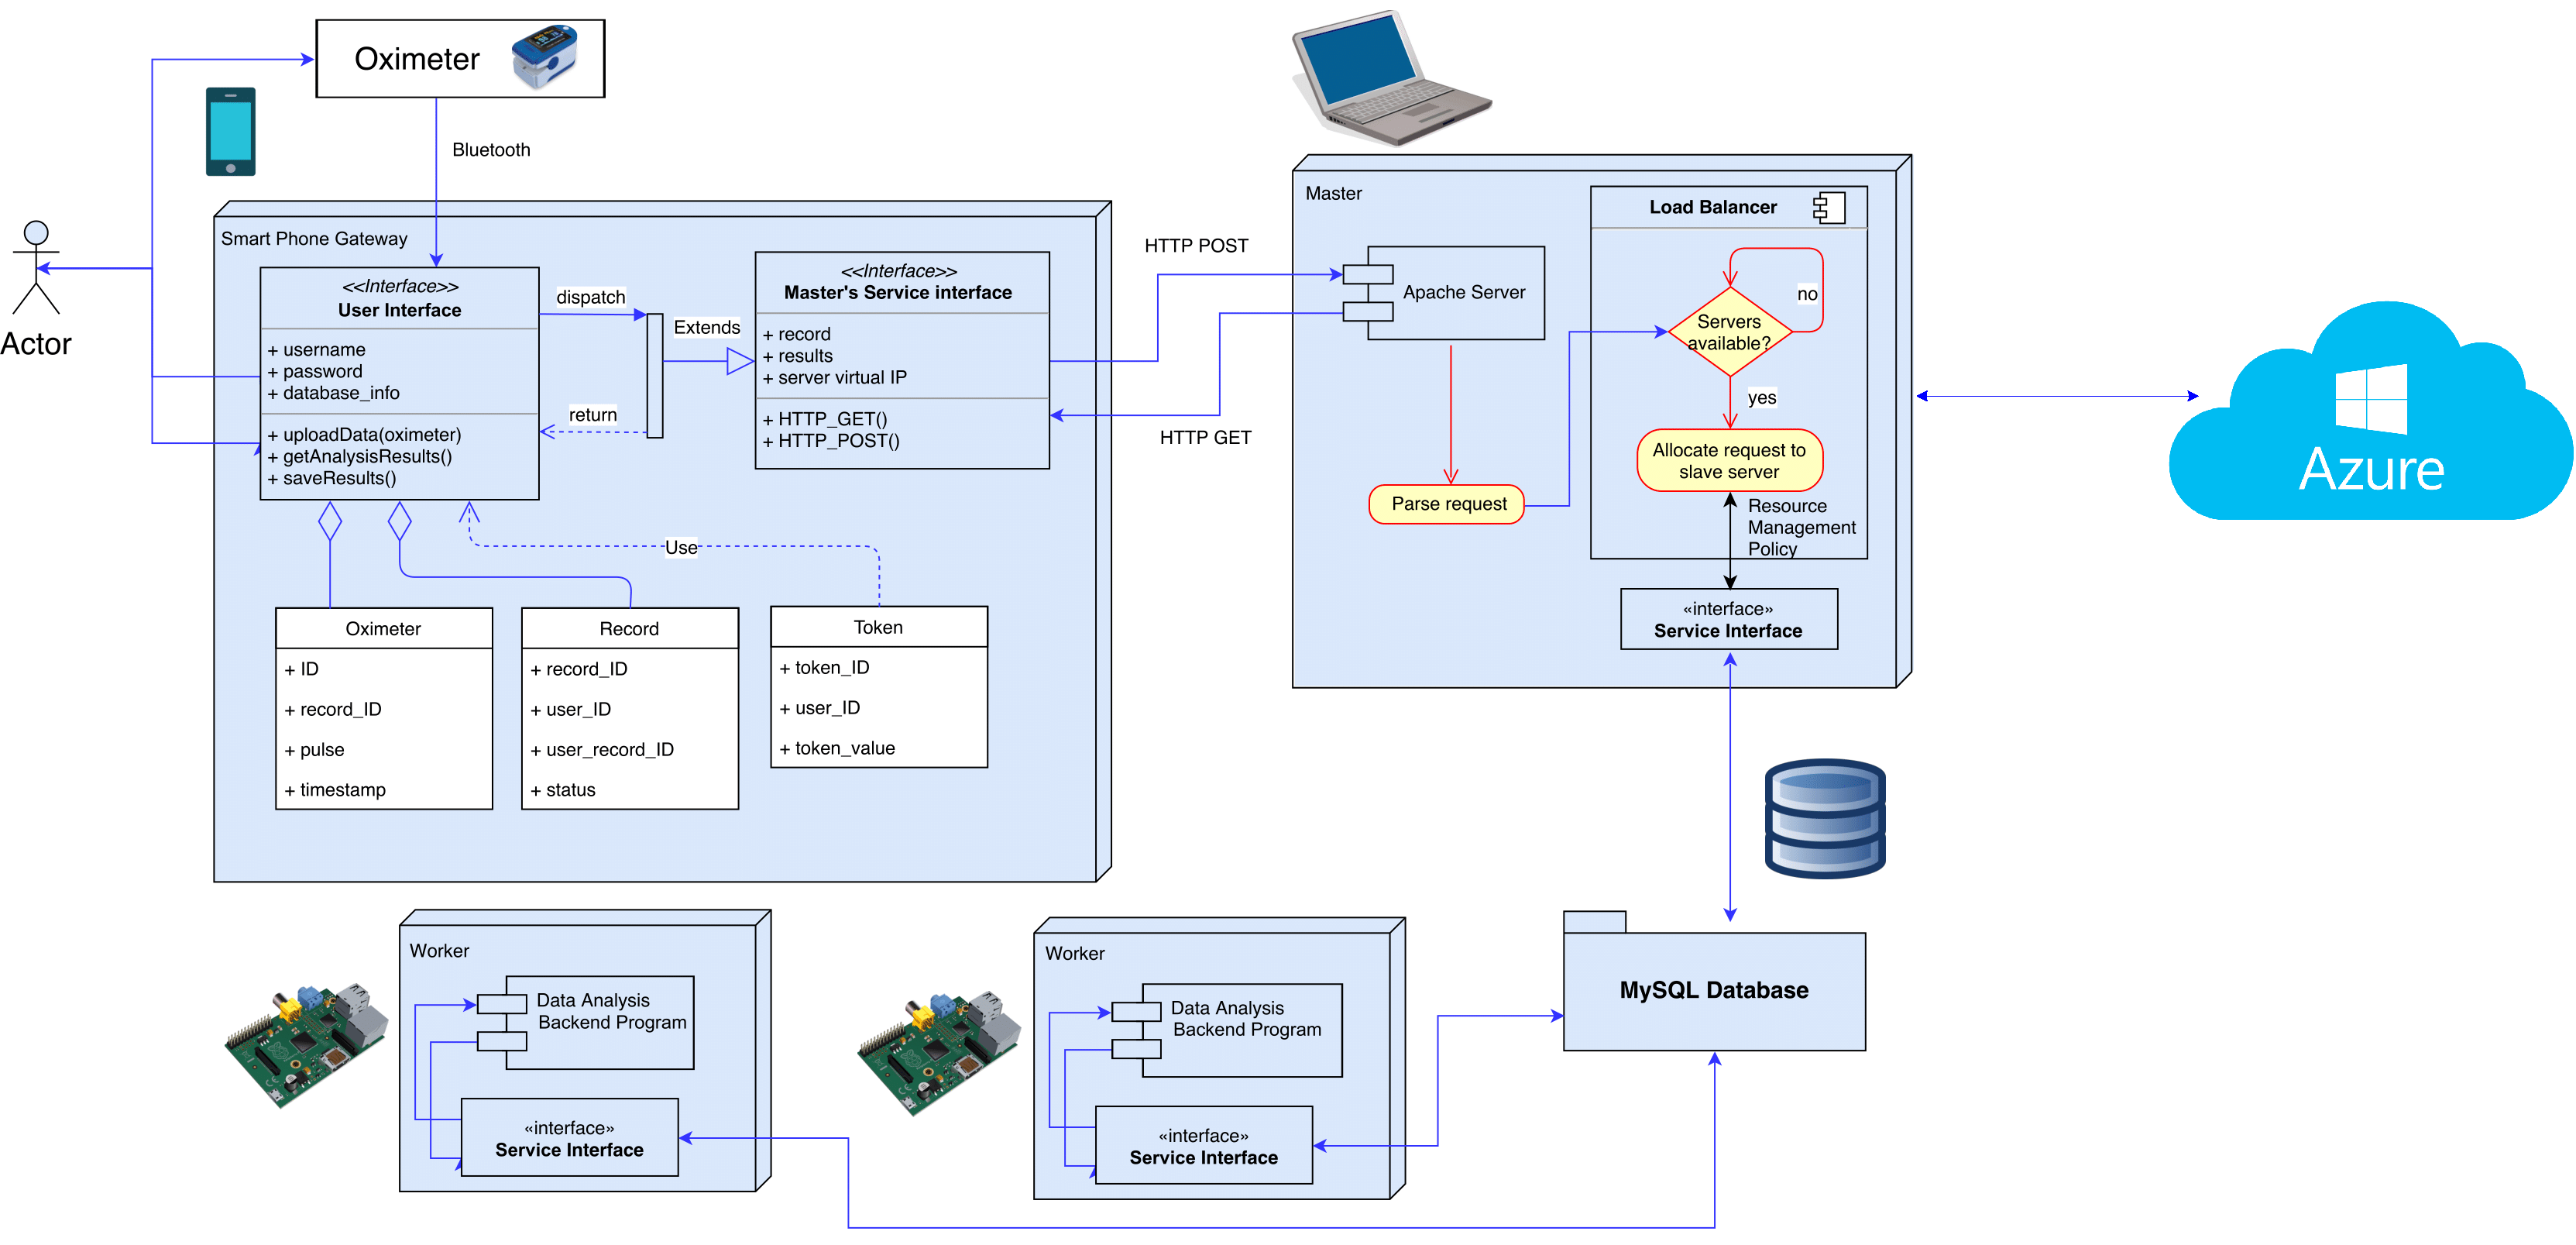 Oximeter
Bluetooth
Actor
Smart Phone Gateway
<<Interface>>
User Interface
+ username
+ password
+ database_info
+ uploadData(oximeter)
+ getAnalysisResults()
+ saveResults()
dispatch
return
Extends
<<Interface>>
Master's Service interface
+ record
+ results
+ server virtual IP
+ HTTP_GET()
+ HTTP_POST()
Use
Oximeter
+ ID
+ record_ID
+ pulse
+ timestamp
Record
+ record_ID
+ user_ID
+ user_record_ID
+ status
Token
+ token_ID
+ user_ID
+ token_value
HTTP POST
HTTP GET
Master
Apache Server
Parse request
Load Balancer
Servers
available?
no
yes
Allocate request to
slave server
Resource
Management
Policy
«interface»
Service Interface
Azure
MySQL Database
Worker
Data Analysis
Backend Program
«interface»
Service Interface
Worker
Data Analysis
Backend Program
«interface»
Service Interface